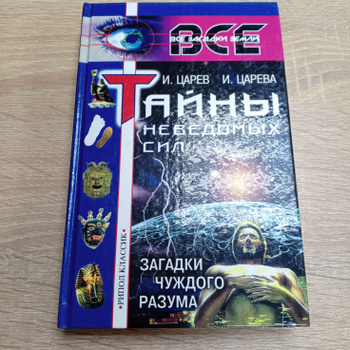 ВСЕ
ВСЕ ЗАГАДКИ ЗЕМЛИ
И. ЦАРЕВ И. ЦАРЕВА
ТАЙНЫ
НЕВЕДОМЫХ
СИЛ
ЗАГАДКИ
ЧУЖДОГО
РАЗУМА
•РИПОЛ КЛАССИК•